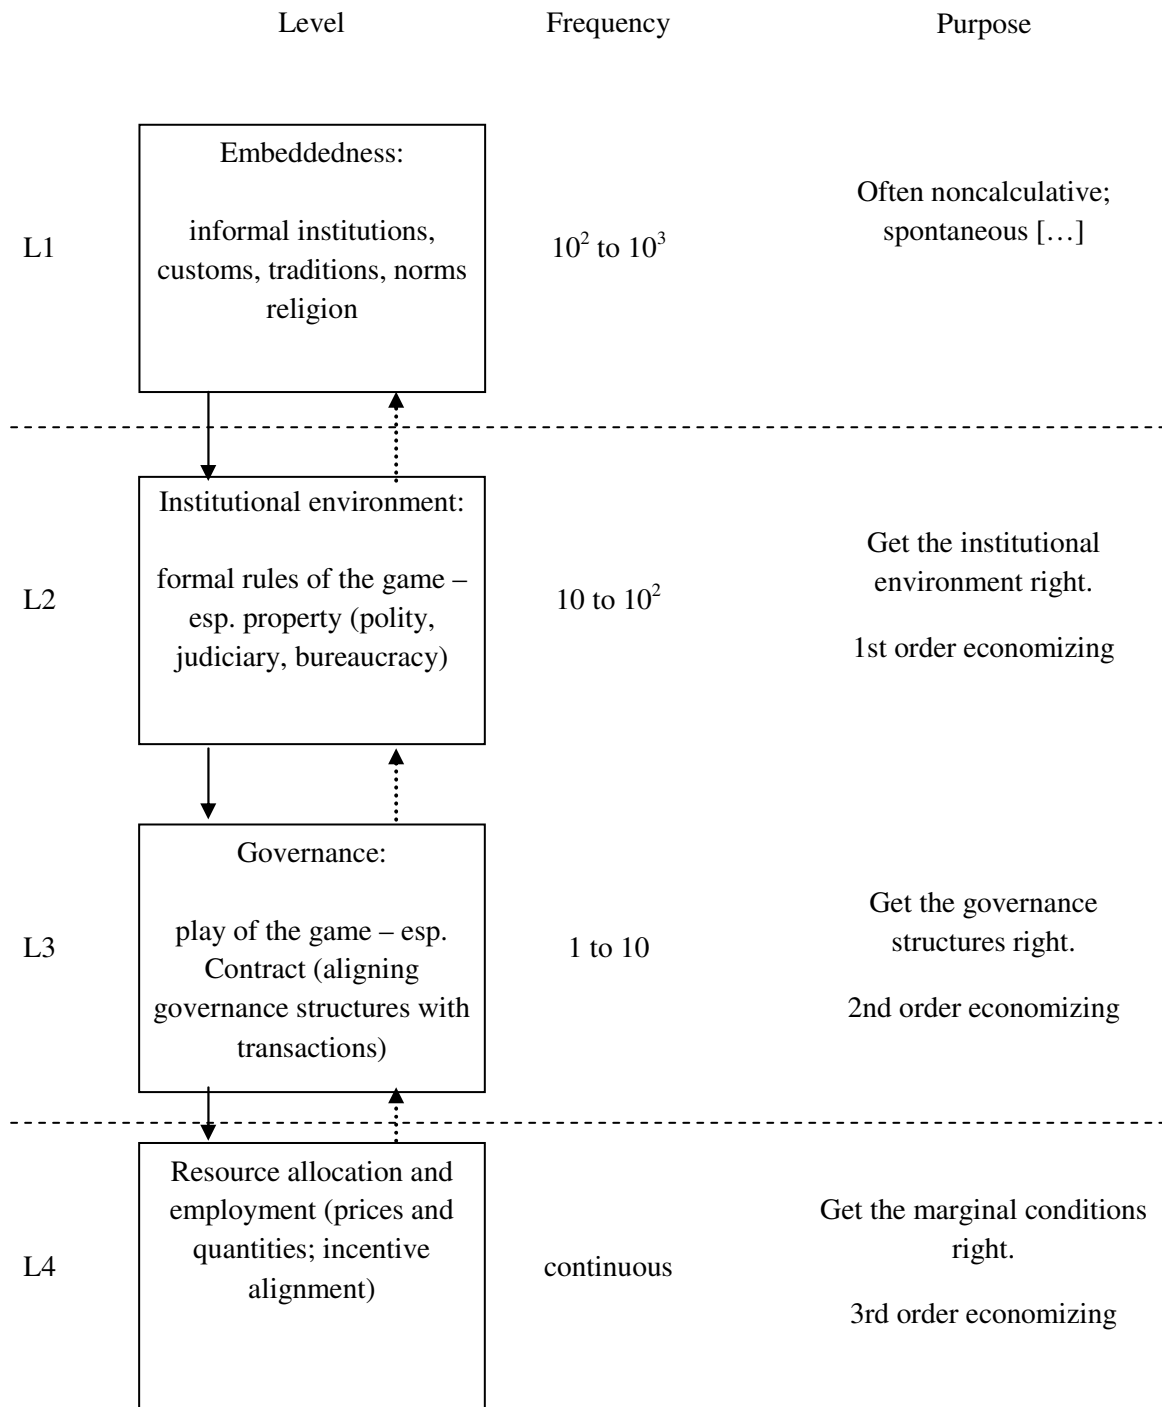 Level Frequency Purpose
Embeddedness:
informal institutions,
customs, traditions, norms
religion
L1
10² to 10³
Often noncalculative;
spontaneous […]
Institutional environment:
formal rules of the game –
esp. property (polity,
judiciary, bureaucracy)
L2
10 to 10²
Get the institutional
environment right.
1st order economizing
Governance:
play of the game – esp.
Contract (aligning
governance structures with
transactions)
L3
1 to 10
Get the governance
structures right.
2nd order economizing
Resource allocation and
employment (prices and
quantities; incentive
alignment)
L4
continuous
Get the marginal conditions
right.
3rd order economizing